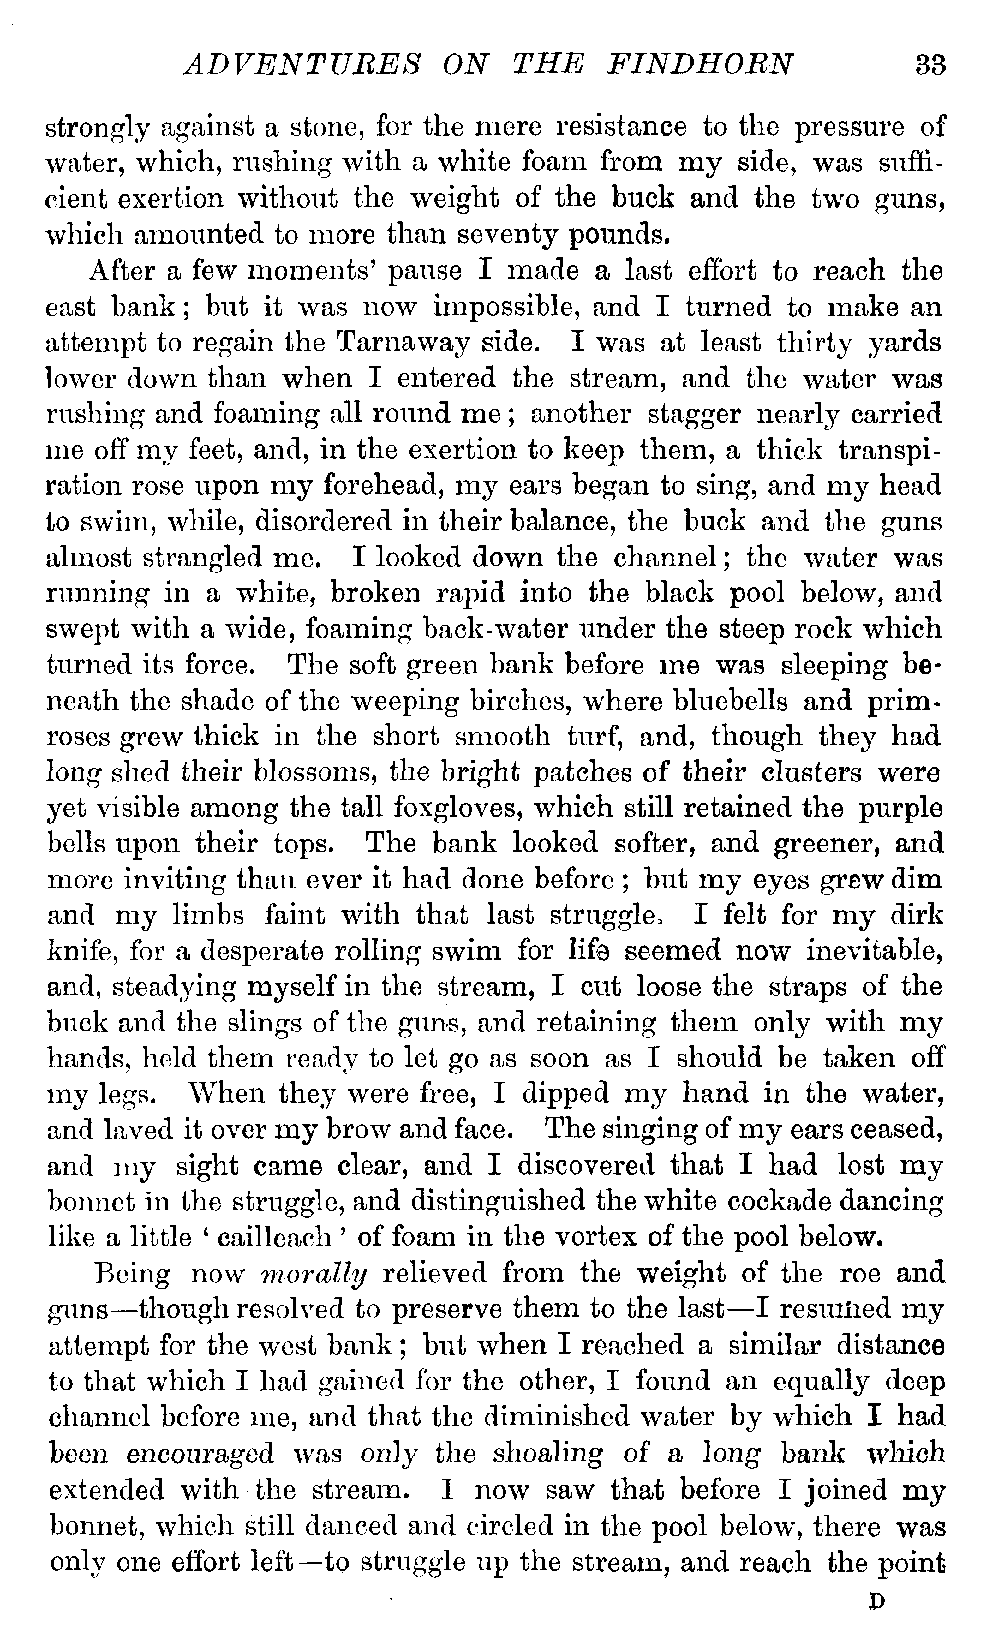 ADVENTURES ON THE FINDHORN 33
strongly against a stone, for the mere resistance to the pressure of
water, which, rushing with a white foam from my side, was suffi-
cient exertion without the weight of the buck and the two guns,
which amounted to more than seventy pounds.
After a few moments' pause I made a last effort to reach the
east bank; but it was now impossible, and I turned to make an
attempt to regain the Tarnaway side. I was at least thirty yards
lower down than when I entered the stream, and the water was
rushing and foaming all round me; another stagger nearly carried
me off my feet, and, in the exertion to keep them, a thick transpi-
ration rose upon my forehead, my ears began to sing, and my head
to swim, while, disordered in their balance, the buck and the guns
almost strangled me. I looked down the channel; the water was
running in a white, broken rapid into the black pool below, and
swept with a wide, foaming back-water under the steep rock which
turned its force. The soft green bank before me was sleeping be-
neath the shade of the weeping birches, where bluebells and prim-
roses grew thick in the short smooth turf, and, though they had
long shed their blossoms, the bright patches of their clusters were
yet visible among the tall foxgloves, which still retained the purple
bells upon their tops. The bank looked softer, and greener, and
more inviting than ever it had done before; but my eyes grew dim
and my limbs faint with that last struggle. I felt for my dirk
knife, for a desperate rolling swim for life seemed now inevitable,
and, steadying myself in the stream, I cut loose the straps of the
buck and the slings of the guns, and retaining them only with my
hands, held them ready to let go as soon as I should be taken off
my legs. When they were free, I dipped my hand in the water,
and laved it over my brow and face. The singing of my ears ceased,
and my sight came clear, and I discovered that I had lost my
bonnet in the struggle, and distinguished the white cockade dancing
like a little ‘cailleach’ of foam in the vortex of the pool below.
Being now morally relieved from the weight of the roe and
guns—though resolved to preserve them to the last—I resumed my
attempt for the west bank; but when I reached a similar distance
to that which I had gained for the other, I found an equally deep
channel before me, and that the diminished water by which I had
been encouraged was only the shoaling of a long bank which
extended with the stream. I now saw that before I joined my
bonnet, which still danced and circled in the pool below, there was
only one effort left—to struggle up the stream, and reach the point
D